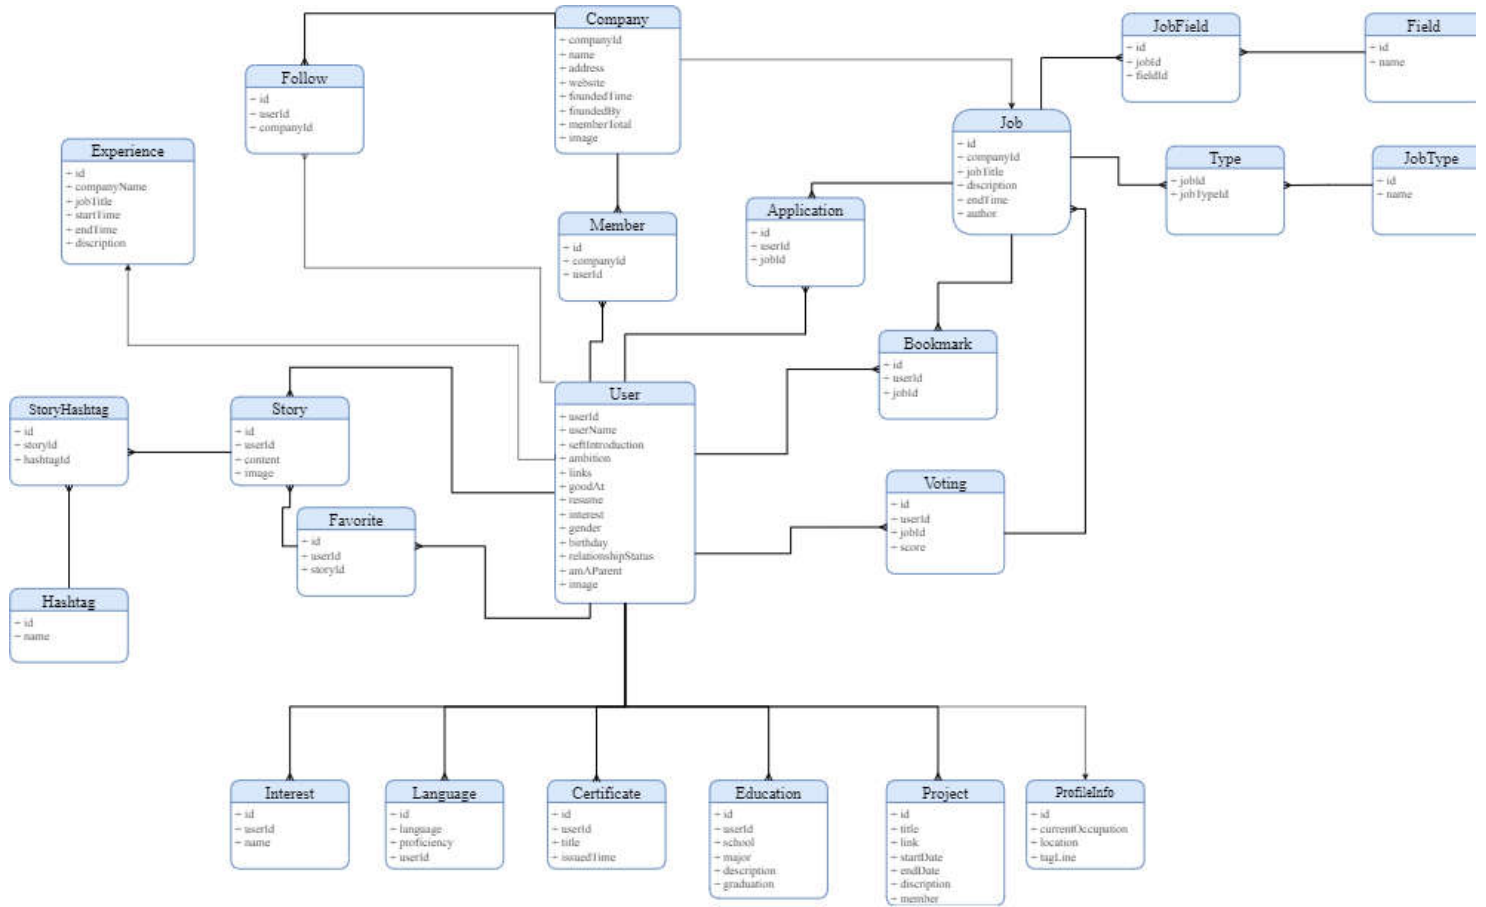 Company
+ companyId
+ name
+ address
+ website
+ foundedTime
+ foundedBy
+ memberTotal
+ image
JobField
+ id
+ jobId
+ fieldId
Field
+ id
+ name
Follow
+ id
+ userId
+ companyId
Job
+ id
+ companyId
+ jobTitle
+ discription
+ endTime
+ author
Experience
+ id
+ companyName
+ jobTitle
+ startTime
+ endTime
+ discription
Type
+ jobId
+ jobTypeId
JobType
+ id
+ name
Application
+ id
+ userId
+ jobId
Member
+ id
+ companyId
+ userId
Bookmark
+ id
+ userId
+ jobId
User
+ userId
+ userName
+ seftIntroduction
+ ambition
+ links
+ goodAt
+ resume
+ interest
+ gender
+ birthday
+ relationshipStatus
+ amAParent
+ image
StoryHashtag
+ id
+ storyId
+ hashtagId
Story
+ id
+ userId
+ content
+ image
Voting
+ id
+ userId
+ jobId
+ score
Favorite
+ id
+ userId
+ storyId
Hashtag
+ id
+ name
Interest
+ id
+ userId
+ name
Language
+ id
+ language
+ proficiency
+ userId
Certificate
+ id
+ userId
+ title
+ issuedTime
Education
+ id
+ userId
+ school
+ major
+ description
+ graduation
Project
+ id
+ title
+ link
+ startDate
+ endDate
+ discription
+ member
ProfileInfo
+ id
+ currentOccupation
+ location
+ tagLine